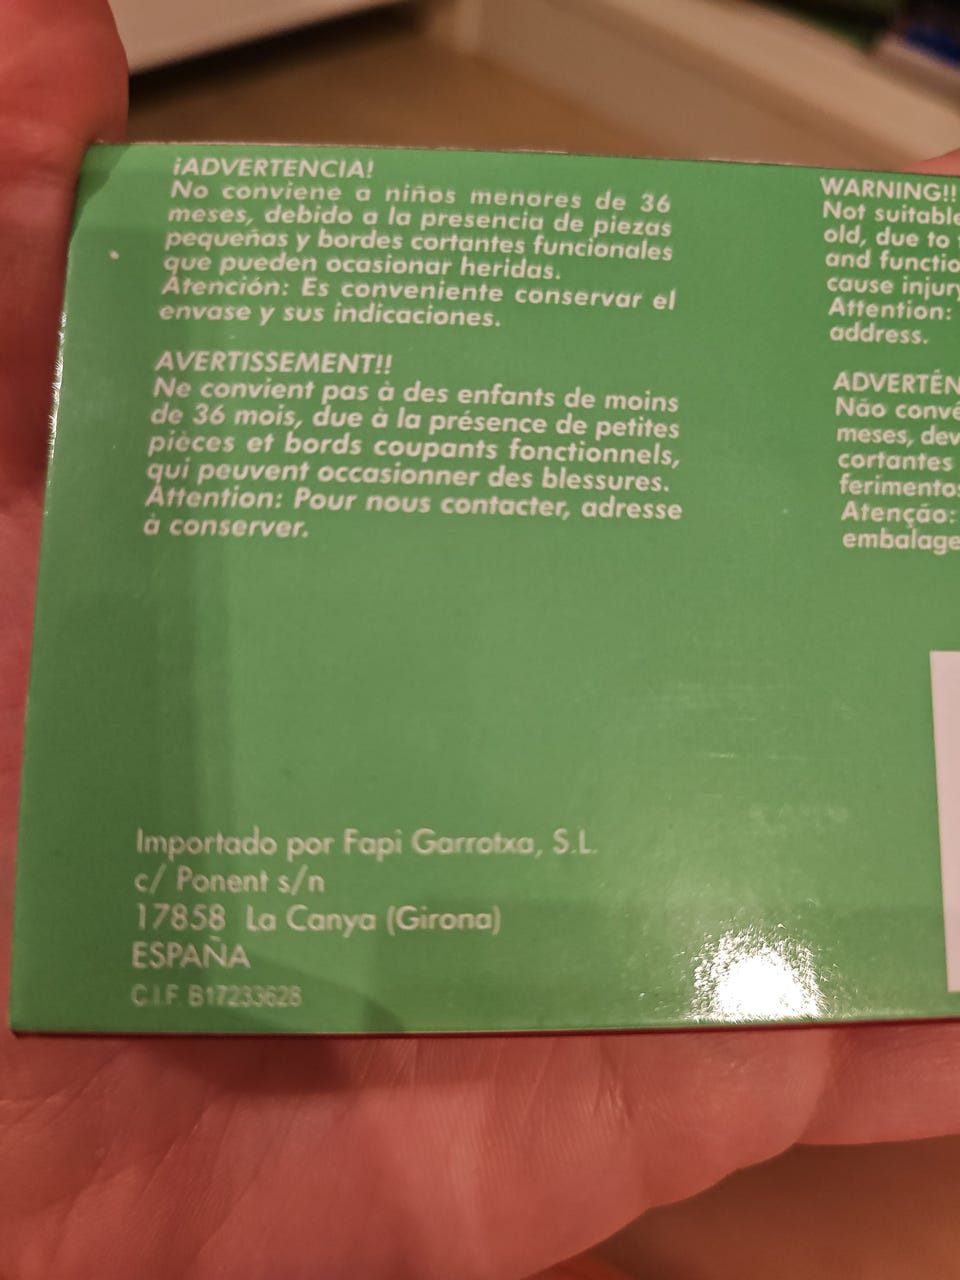 ¡ADVERTENCIA!
No conviene a niños menores de 36
meses, debido a la presencia de piezas
pequeñas y bordes cortantes funcionales
que pueden ocasionar heridas.
Atención: Es conveniente conservar el
envase y sus indicaciones.
AVERTISSEMENT!!
Ne convient pas à des enfants de moins
de 36 mois, due à la présence de petites
pièces et bords coupants fonctionnels,
qui peuvent occasionner des blessures.
Attention: Pour nous contacter, adresse
à conserver.
Importado por Fapi Garrotxa, S.L.
c/ Ponent s/n
17858 La Canya (Girona)
ESPAÑA
C.I.F. B17233628
WARNING!!
Not suitable
old, due to
and functio
cause injury
Attention:
address.
ADVERTÉN
Não convé
meses, dev
cortantes
ferimentos
Atenção:
embalage